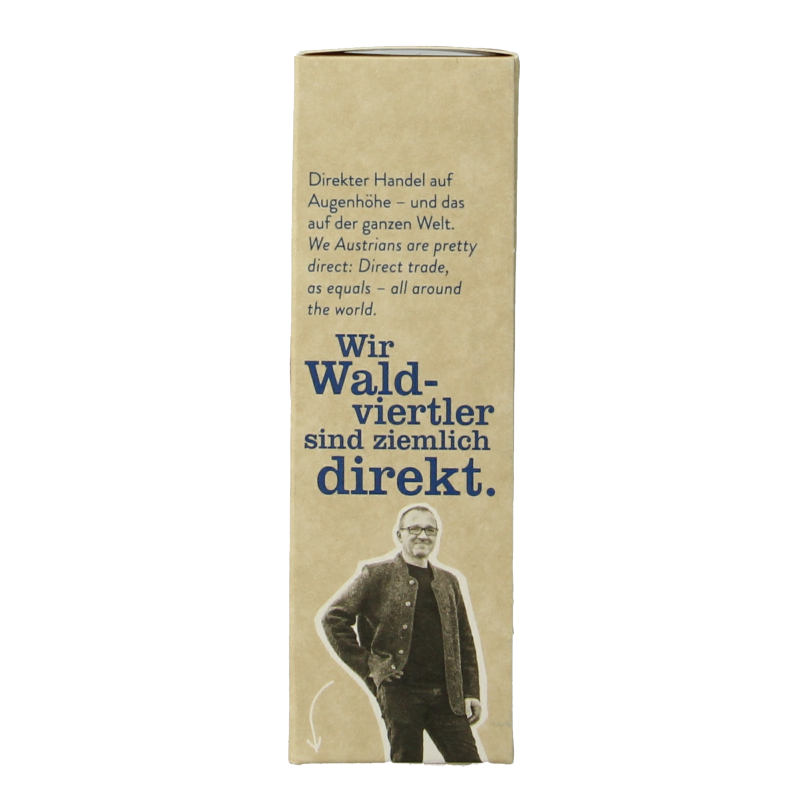 Direkter Handel auf
Augenhöhe – und das
auf der ganzen Welt.
We Austrians are pretty
direct: Direct trade,
as equals – all around
the world.
Wir
Wald-
viertler
sind ziemlich
direkt.